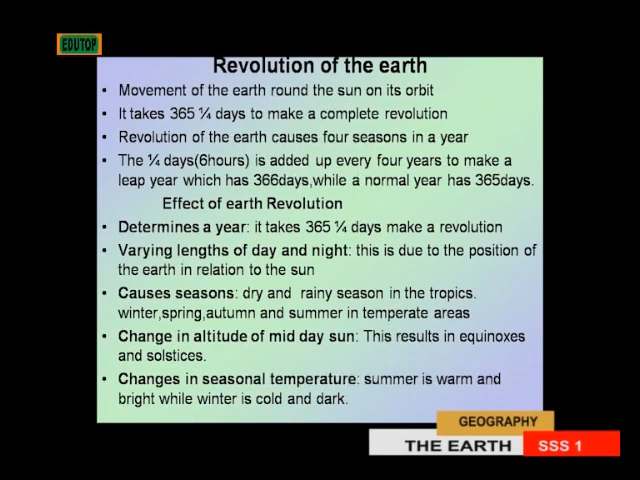 EDUTOP
Revolution of the earth
• Movement of the earth round the sun on its orbit
• It takes 365 ¼ days to make a complete revolution
• Revolution of the earth causes four seasons in a year
• The ¼ days(6hours) is added up every four years to make a
leap year which has 366days,while a normal year has 365days.
Effect of earth Revolution
• Determines a year: it takes 365 ¼ days make a revolution
• Varying lengths of day and night: this is due to the position of
the earth in relation to the sun
• Causes seasons: dry and rainy season in the tropics.
winter,spring,autumn and summer in temperate areas
• Change in altitude of mid day sun: This results in equinoxes
and solstices.
• Changes in seasonal temperature: summer is warm and
bright while winter is cold and dark.
GEOGRAPHY
THE EARTH SSS 1